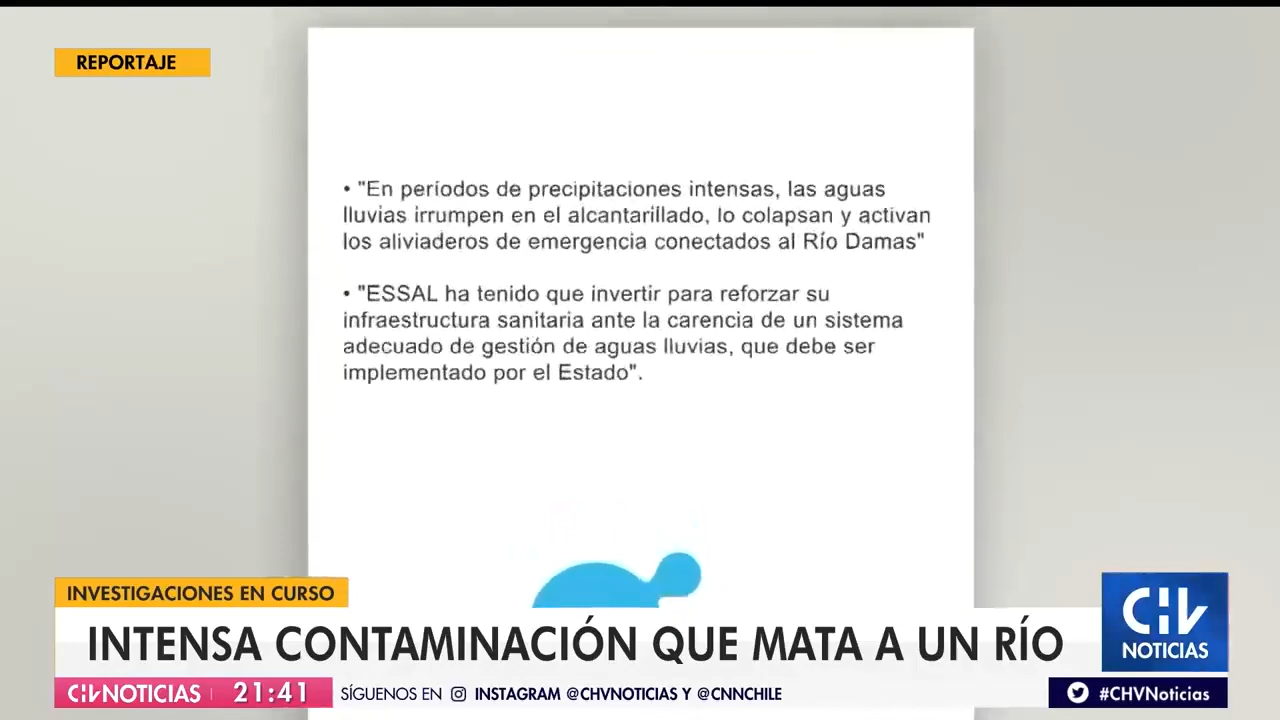 REPORTAJE
• "En períodos de precipitaciones intensas, las aguas
lluvias irrumpen en el alcantarillado, lo colapsan y activan
los aliviaderos de emergencia conectados al Río Damas"
• "ESSAL ha tenido que invertir para reforzar su
infraestructura sanitaria ante la carencia de un sistema
adecuado de gestión de aguas lluvias, que debe ser
implementado por el Estado".
INVESTIGACIONES EN CURSO
INTENSA CONTAMINACIÓN QUE MATA A UN RÍO
CHV NOTICIAS
CHVNOTICIAS 21:41 SÍGUENOS EN INSTAGRAM @CHVNOTICIAS Y @CNNCHILE
#CHVNoticias